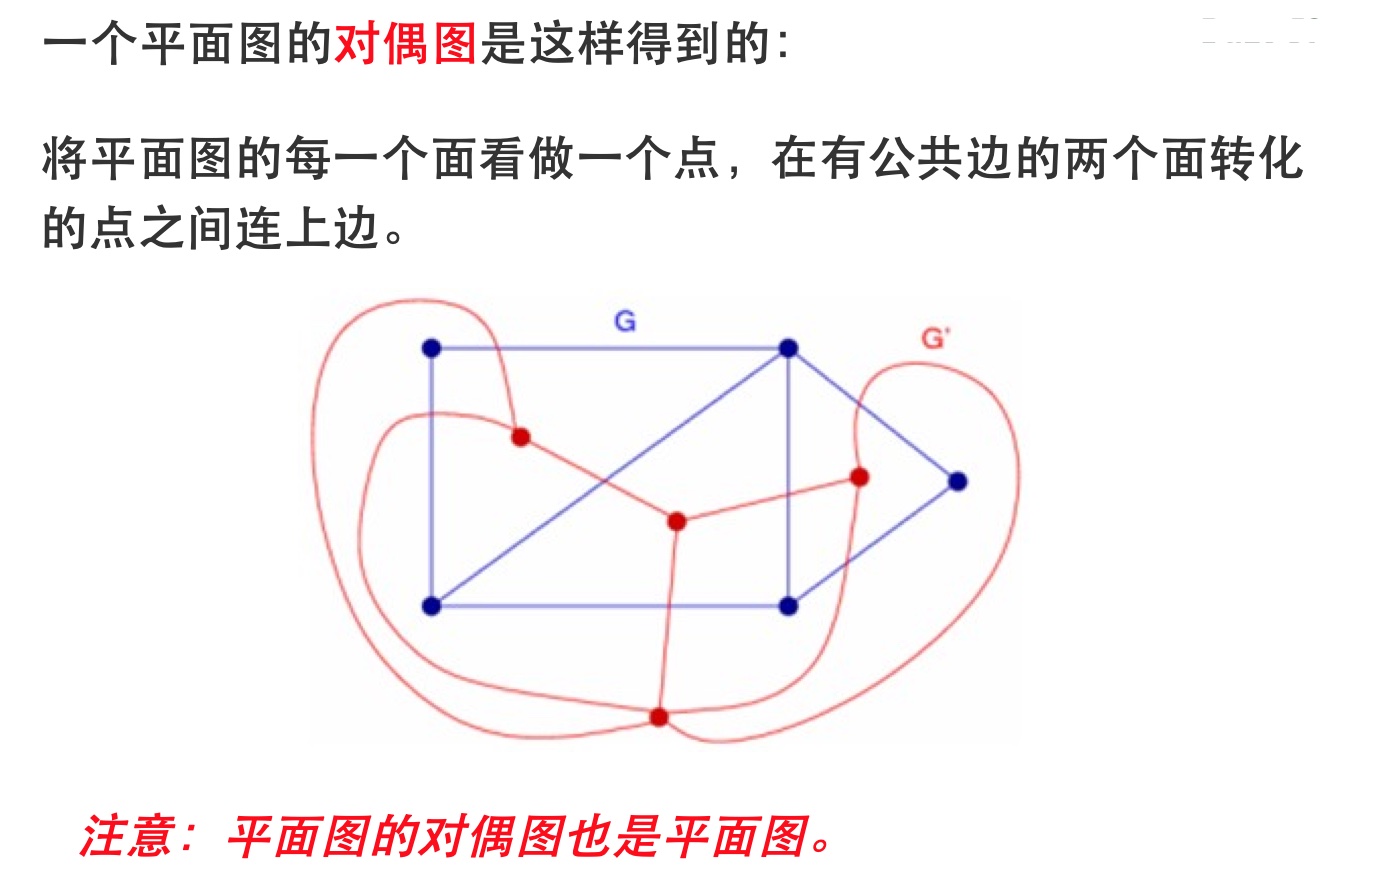 一个平面图的对偶图是这样得到的：
将平面图的每一个面看做一个点，在有公共边的两个面转化
的点之间连上边。
G
G'
注意：平面图的对偶图也是平面图。